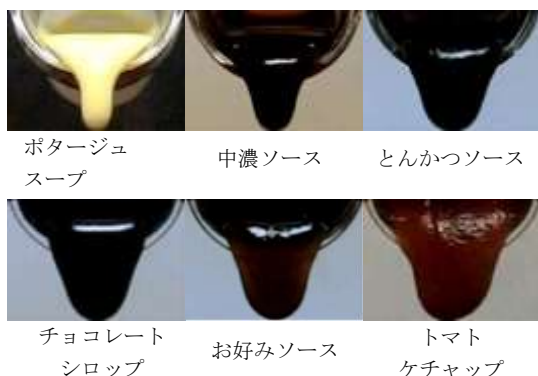 ポタージュ
スープ
中濃ソース
とんかつソース
チョコレート
シロップ
お好みソース
トマト
ケチャップ